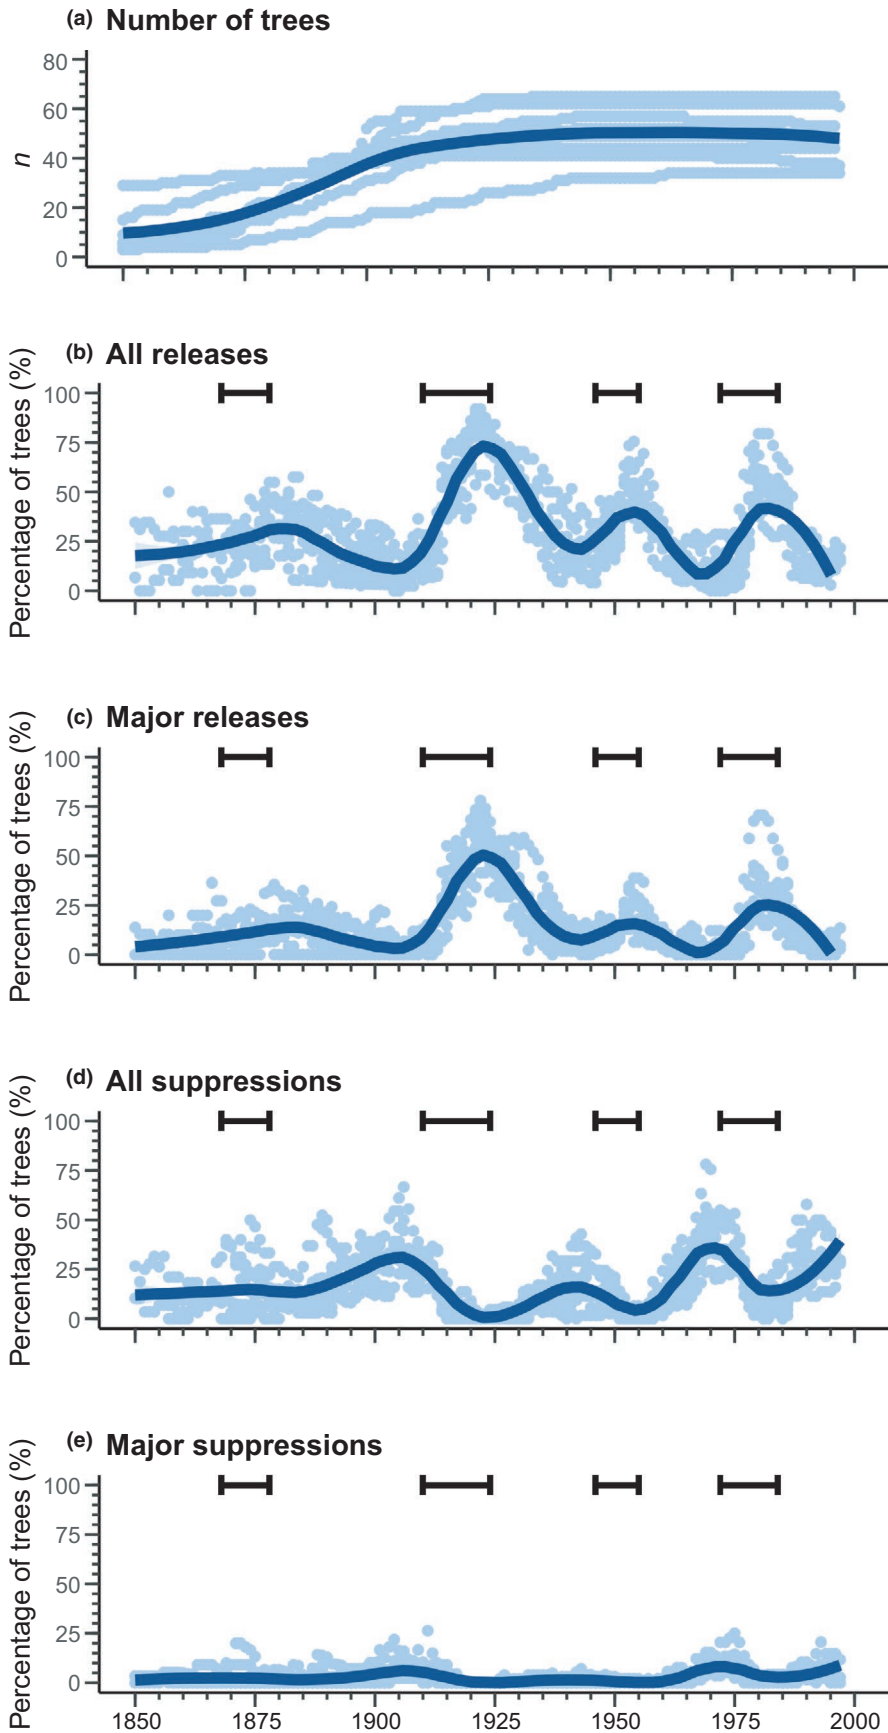 (a) Number of trees
80
60
40
20
0
n
(b) All releases
Percentage of trees (%)
100
75
50
25
0
(c) Major releases
Percentage of trees (%)
100
75
50
25
0
(d) All suppressions
Percentage of trees (%)
100
75
50
25
0
(e) Major suppressions
Percentage of trees (%)
100
75
50
25
0
1850 1875 1900 1925 1950 1975 2000